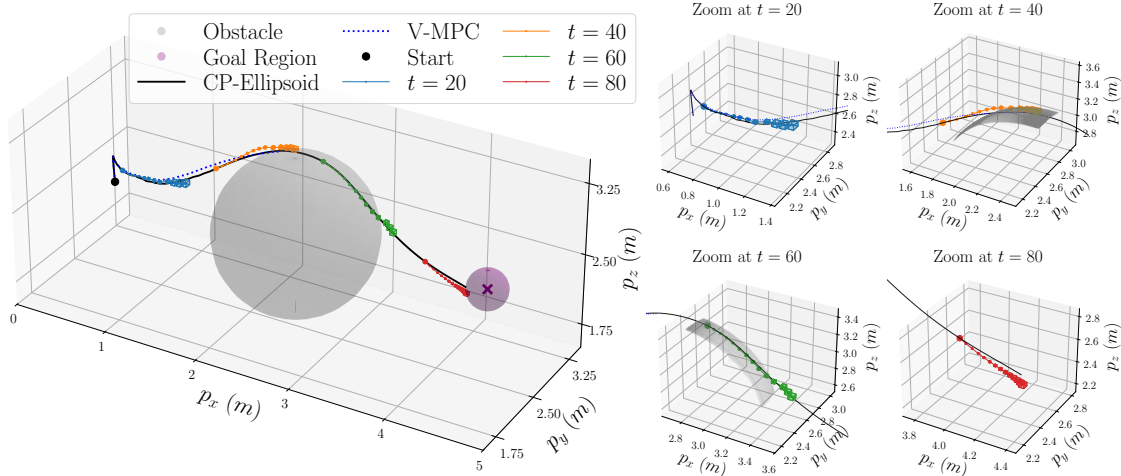 Obstacle
Goal Region
CP-Ellipsoid
V-MPC
Start
t = 20
t = 40
t = 60
t = 80
0
1
2
3
4
5
p_x (m)
1.75
2.50
3.25
p_y (m)
3.25
2.50
1.75
p_z (m)
Zoom at t = 20
3.0
2.8
2.6
2.4
p_z (m)
0.6
0.8
1.0
1.2
1.4
p_x (m)
2.2
2.4
2.6
2.8
p_y (m)
Zoom at t = 40
3.6
3.4
3.2
3.0
2.8
p_z (m)
1.6
1.8
2.0
2.2
2.4
p_x (m)
2.2
2.4
2.6
2.8
3.0
p_y (m)
Zoom at t = 60
3.4
3.2
3.0
2.8
2.6
p_z (m)
2.8
3.0
3.2
3.4
3.6
p_x (m)
2.2
2.4
2.6
2.8
3.0
p_y (m)
Zoom at t = 80
2.8
2.6
2.4
2.2
p_z (m)
3.8
4.0
4.2
4.4
p_x (m)
2.2
2.4
2.6
2.8
p_y (m)